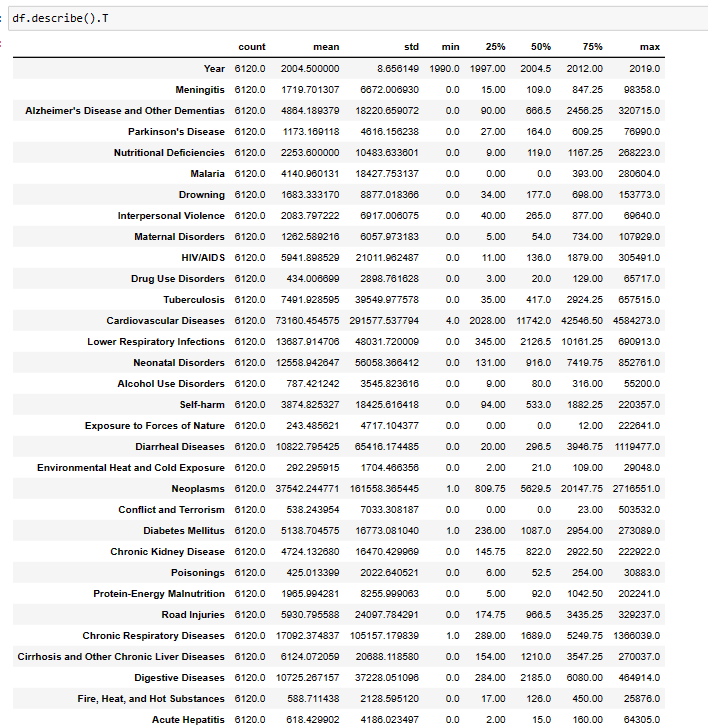 df.describe().T
count mean std min 25% 50% 75% max
Year 6120.0 2004.500000 8.656149 1990.0 1997.00 2004.5 2012.00 2019.0
Meningitis 6120.0 1719.701307 6672.006930 0.0 15.00 109.0 847.25 98358.0
Alzheimer's Disease and Other Dementias 6120.0 4864.189379 18220.659072 0.0 90.00 666.5 2456.25 320715.0
Parkinson's Disease 6120.0 1173.169118 4616.156238 0.0 27.00 164.0 609.25 76990.0
Nutritional Deficiencies 6120.0 2253.600000 10483.633601 0.0 9.00 119.0 1167.25 268223.0
Malaria 6120.0 4140.960131 18427.753137 0.0 0.00 0.0 393.00 280604.0
Drowning 6120.0 1683.333170 8877.018366 0.0 34.00 177.0 698.00 153773.0
Interpersonal Violence 6120.0 2083.797222 6917.006075 0.0 40.00 265.0 877.00 69640.0
Maternal Disorders 6120.0 1262.589216 6057.973183 0.0 5.00 54.0 734.00 107929.0
HIV/AIDS 6120.0 5941.898529 21011.962487 0.0 11.00 136.0 1879.00 305491.0
Drug Use Disorders 6120.0 434.006699 2898.761628 0.0 3.00 20.0 129.00 65717.0
Tuberculosis 6120.0 7491.928595 39549.977578 0.0 35.00 417.0 2924.25 657515.0
Cardiovascular Diseases 6120.0 73160.454575 291577.537794 4.0 2028.00 11742.0 42546.50 4584273.0
Lower Respiratory Infections 6120.0 13687.914706 48031.720009 0.0 345.00 2126.5 10161.25 690913.0
Neonatal Disorders 6120.0 12558.942647 56058.366412 0.0 131.00 916.0 7419.75 852761.0
Alcohol Use Disorders 6120.0 787.421242 3545.823616 0.0 9.00 80.0 316.00 55200.0
Self-harm 6120.0 3874.825327 18425.616418 0.0 94.00 533.0 1882.25 220357.0
Exposure to Forces of Nature 6120.0 243.485621 4717.104377 0.0 0.00 0.0 12.00 222641.0
Diarrheal Diseases 6120.0 10822.795425 65416.174485 0.0 20.00 296.5 3946.75 1119477.0
Environmental Heat and Cold Exposure 6120.0 292.295915 1704.466356 0.0 2.00 21.0 109.00 29048.0
Neoplasms 6120.0 37542.244771 161558.365445 1.0 809.75 5629.5 20147.75 2716551.0
Conflict and Terrorism 6120.0 538.243954 7033.308187 0.0 0.00 0.0 23.00 503532.0
Diabetes Mellitus 6120.0 5138.704575 16773.081040 1.0 236.00 1087.0 2954.00 273089.0
Chronic Kidney Disease 6120.0 4724.132680 16470.429969 0.0 145.75 822.0 2922.50 222922.0
Poisonings 6120.0 425.013399 2022.640521 0.0 6.00 52.5 254.00 30883.0
Protein-Energy Malnutrition 6120.0 1965.994281 8255.999063 0.0 5.00 92.0 1042.50 202241.0
Road Injuries 6120.0 5930.795588 24097.784291 0.0 174.75 966.5 3435.25 329237.0
Chronic Respiratory Diseases 6120.0 17092.374837 105157.179839 1.0 289.00 1689.0 5249.75 1366039.0
Cirrhosis and Other Chronic Liver Diseases 6120.0 6124.072059 20688.118580 0.0 154.00 1210.0 3547.25 270037.0
Digestive Diseases 6120.0 10725.267157 37228.051096 0.0 284.00 2185.0 6080.00 464914.0
Fire, Heat, and Hot Substances 6120.0 588.711438 2128.595120 0.0 17.00 126.0 450.00 25876.0
Acute Hepatitis 6120.0 618.429902 4186.023497 0.0 2.00 15.0 160.00 64305.0